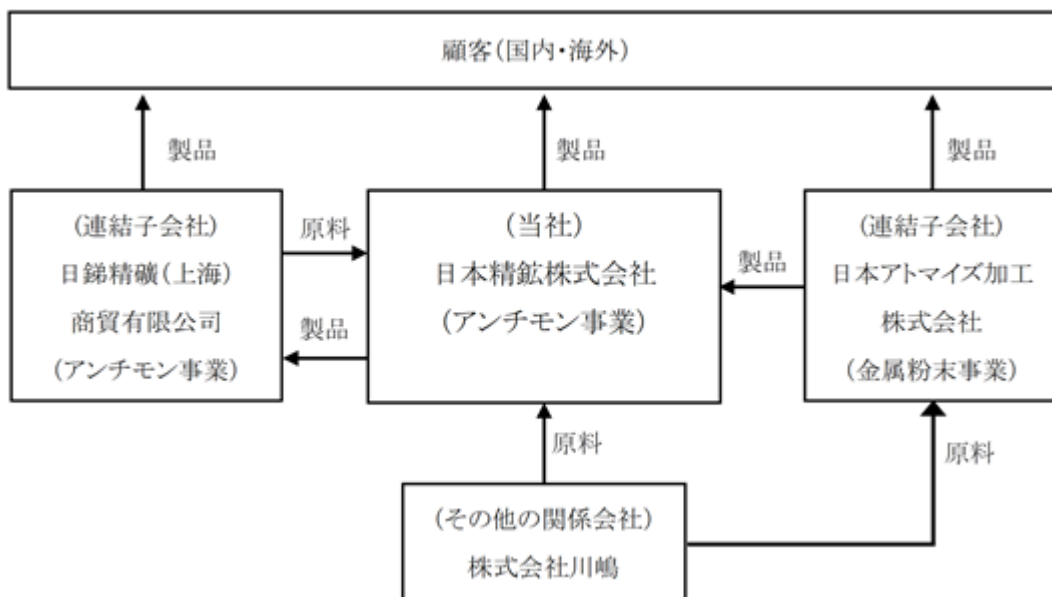 顧客(国内・海外)
製品
製品
製品
(連結子会社)
日銻精礦(上海)
商貿有限公司
(アンチモン事業)
原料
製品
(当社)
日本精鉱株式会社
(アンチモン事業)
製品
(連結子会社)
日本アトマイズ加工
株式会社
(金属粉末事業)
原料
原料
(その他の関係会社)
株式会社川嶋